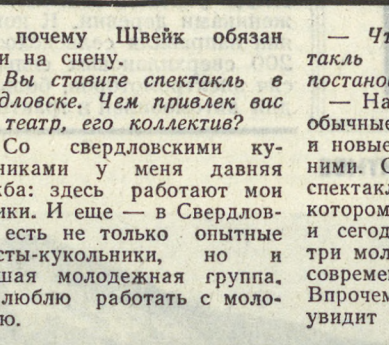 почему Швейк обязан
и на сцену.
Вы ставите спектакль в
дловске. Чем привлек вас
театр, его коллектив?
Со свердловскими ку-
никами у меня давняя
жба: здесь работают мои
ики. И еще — в Свердлов-
есть не только опытные
сты-кукольники, но и
шая молодежная группа.
люблю работать с моло-
ю.
— Чт
такль
постано
— На
обычные
и новые
ними. С
спектакл
котором
и сегод
три мол
совреме
Впрочем
увидит